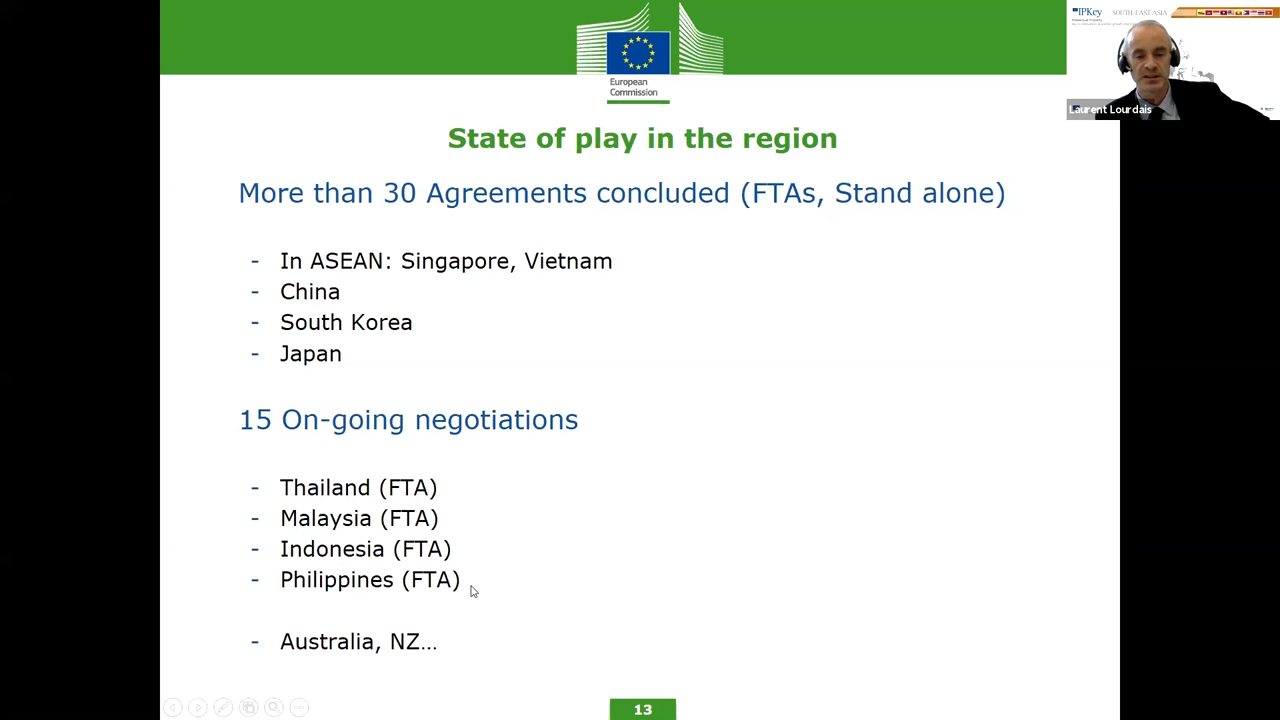 European
Commission
IPKey SOUTH-EAST ASIA
Laurent Lourdais
State of play in the region
More than 30 Agreements concluded (FTAs, Stand alone)
- In ASEAN: Singapore, Vietnam
- China
- South Korea
- Japan
15 On-going negotiations
- Thailand (FTA)
- Malaysia (FTA)
- Indonesia (FTA)
- Philippines (FTA)
- Australia, NZ…
13